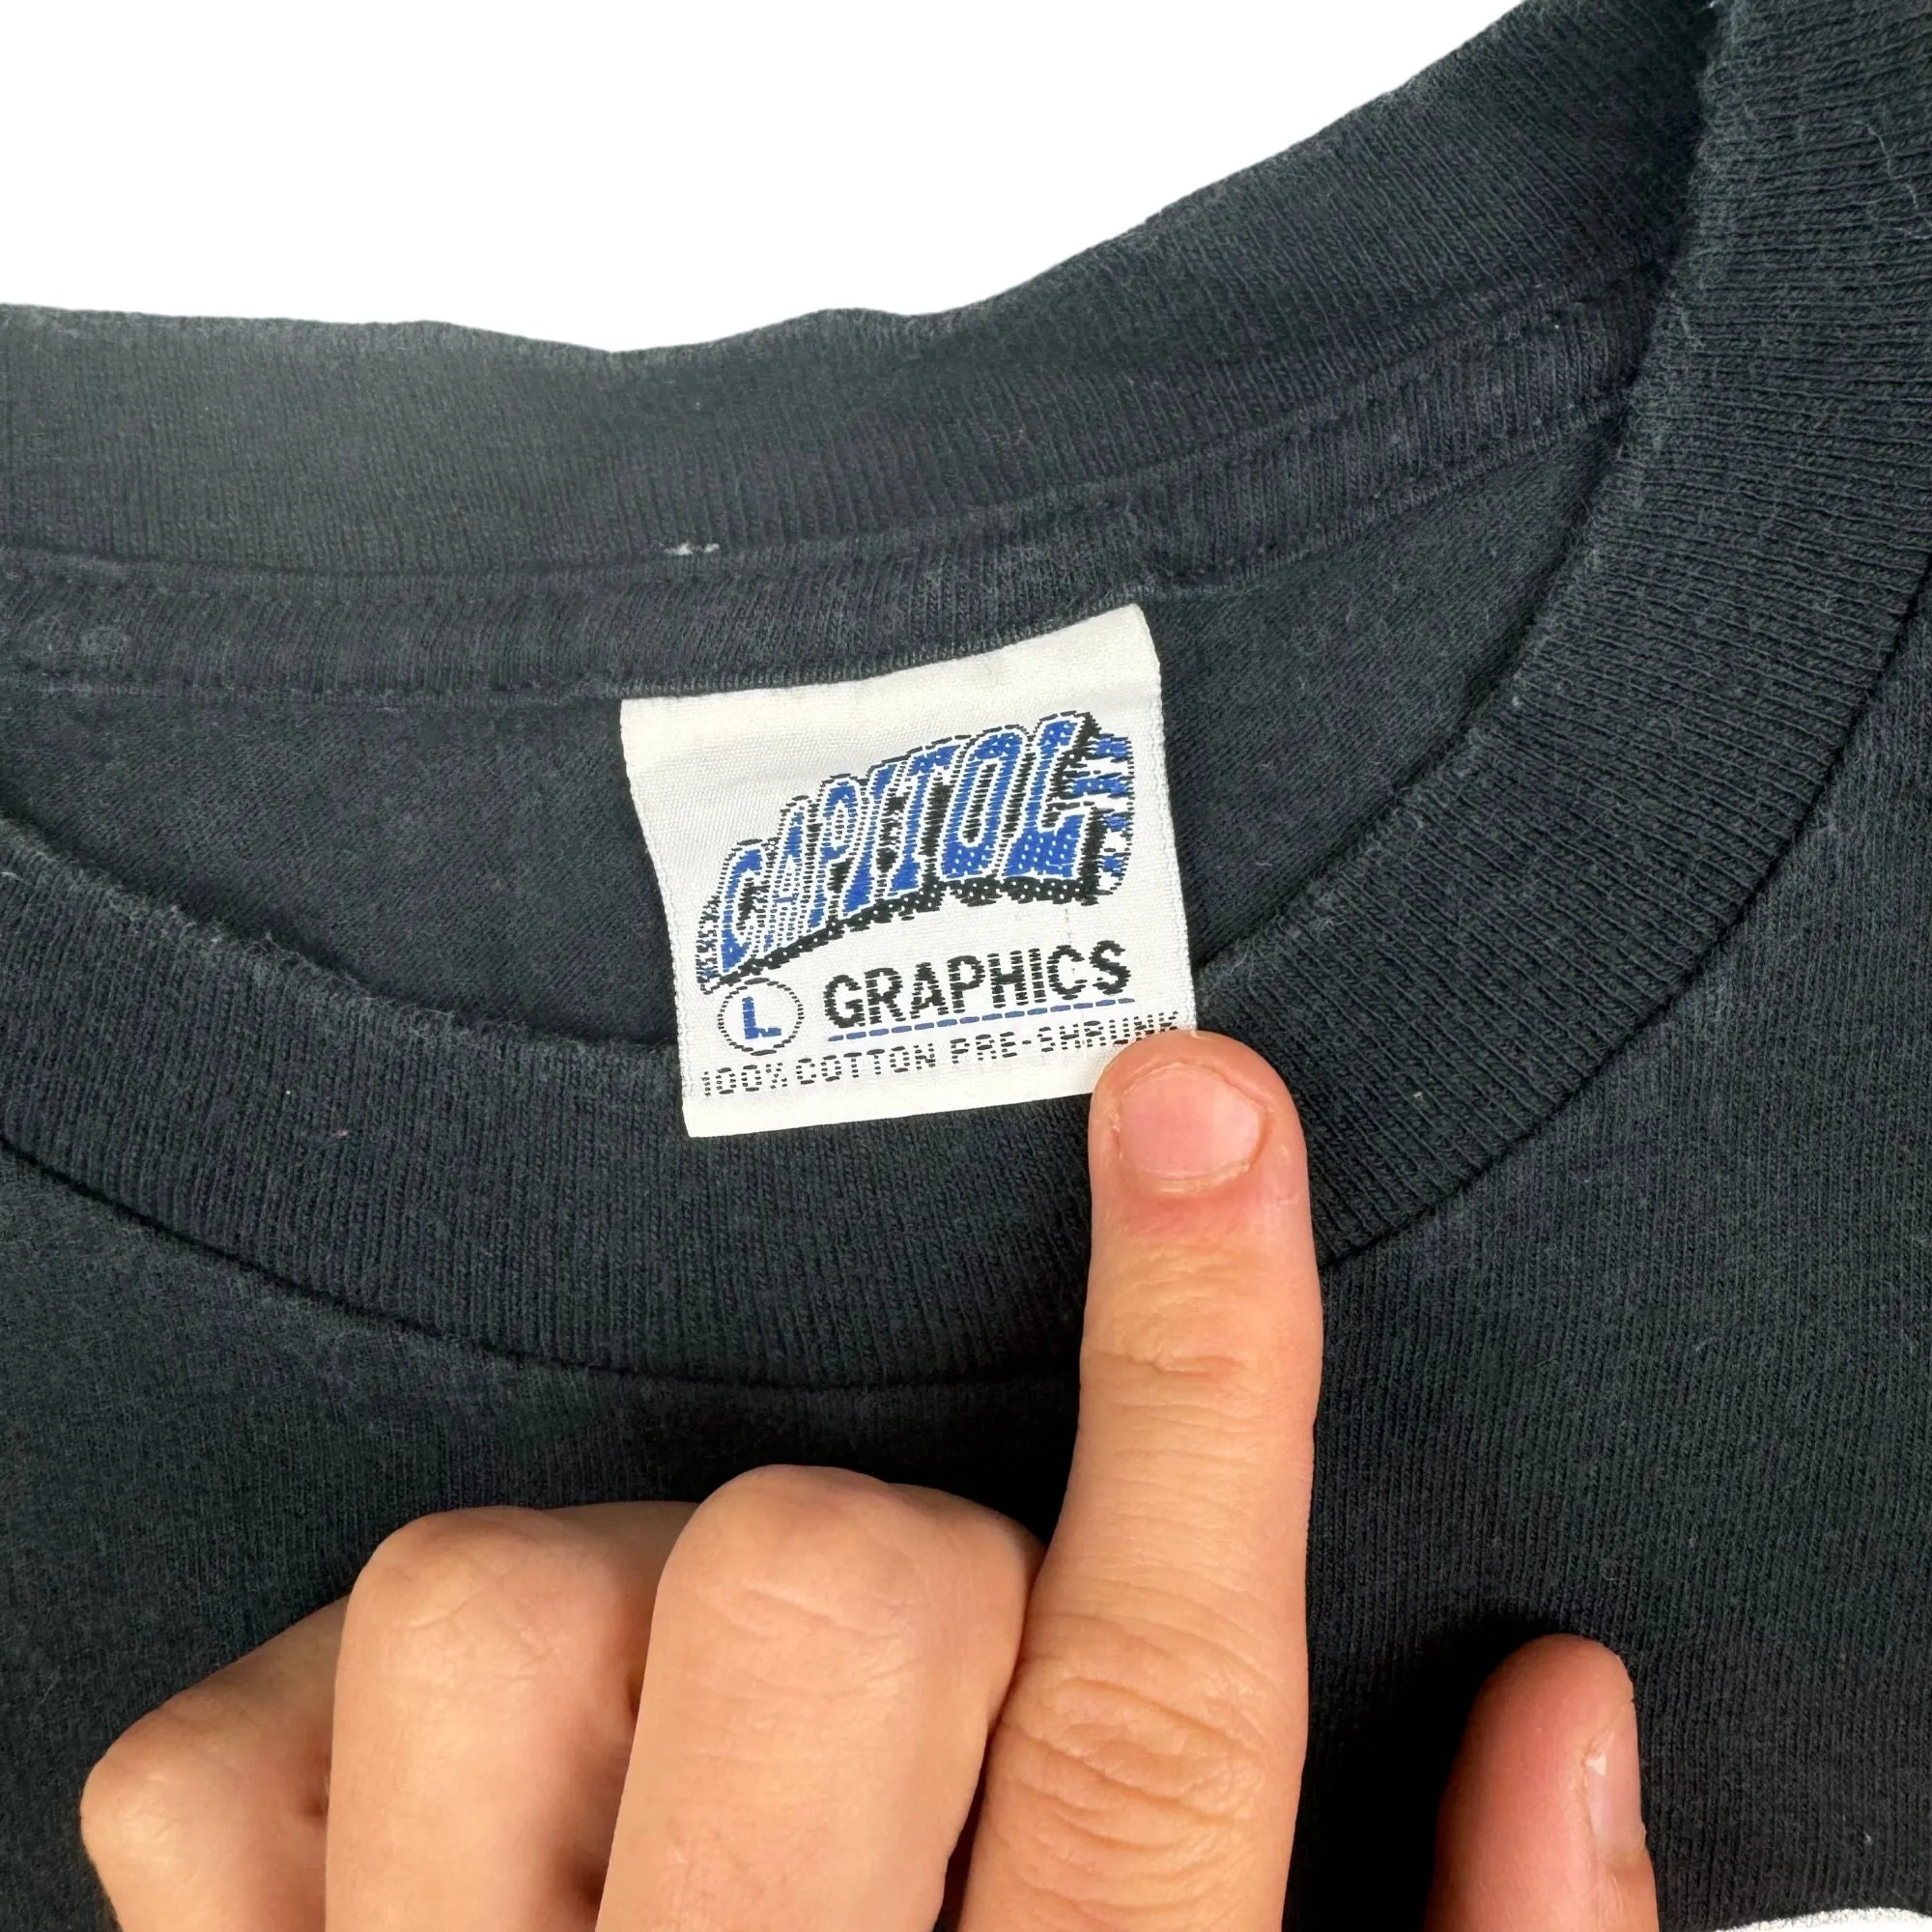 CAPITOL
L GRAPHICS
100% COTTON PRE-SHRUNK